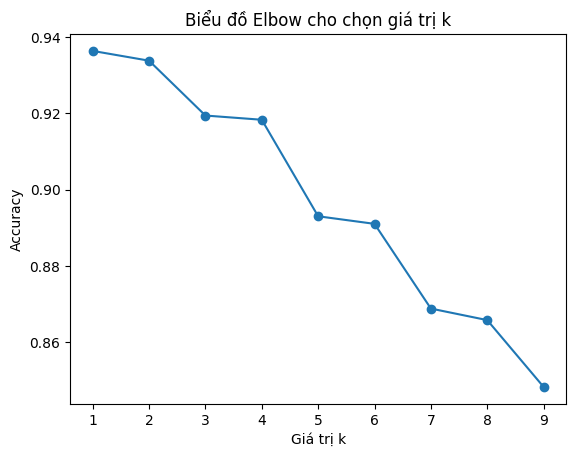 Biểu đồ Elbow cho chọn giá trị k
0.94
0.92
0.90
0.88
0.86
Accuracy
1 2 3 4 5 6 7 8 9
Giá trị k